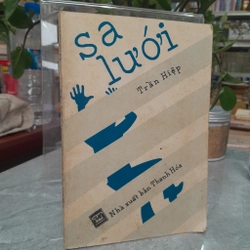 sa
lưới
Trần Hiệp
Nhà xuất bản Thanh Hóa